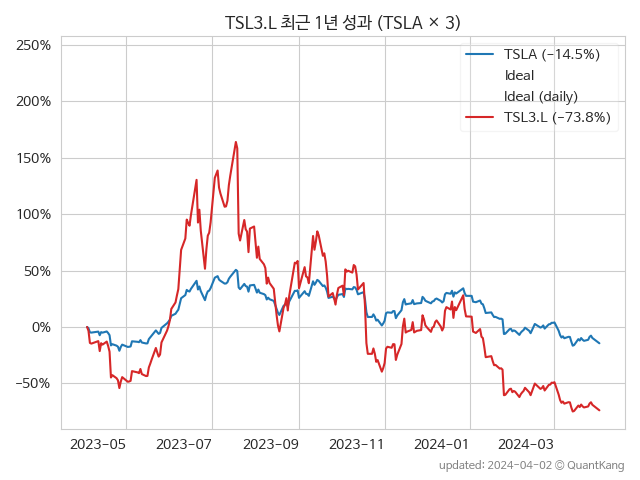 TSL3.L 최근 1년 성과 (TSLA × 3)
250%
200%
150%
100%
50%
0%
−50%
TSLA (−14.5%)
Ideal
Ideal (daily)
TSL3.L (−73.8%)
2023-05
2023-07
2023-09
2023-11
2024-01
2024-03
updated: 2024-04-02 © QuantKang